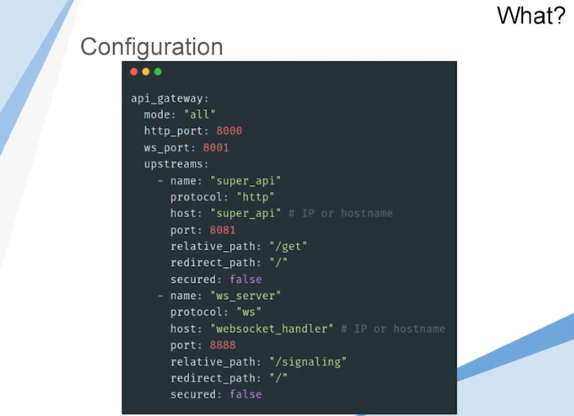 What?
Configuration
api_gateway:
  mode: "all"
  http_port: 8000
  ws_port: 8001
  upstreams:
    - name: "super_api"
      protocol: "http"
      host: "super_api" # IP or hostname
      port: 8081
      relative_path: "/get"
      redirect_path: "/"
      secured: false
    - name: "ws_server"
      protocol: "ws"
      host: "websocket_handler" # IP or hostname
      port: 8888
      relative_path: "/signaling"
      redirect_path: "/"
      secured: false